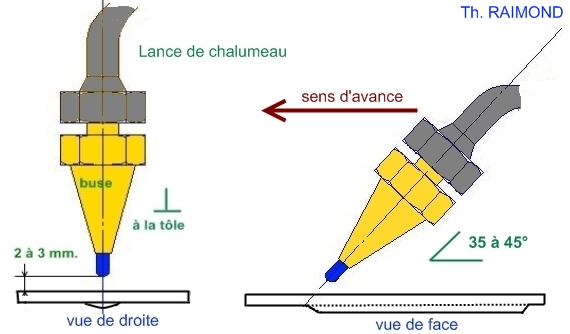 Th. RAIMOND
Lance de chalumeau
sens d'avance
buse
à la tôle
35 à 45°
2 à 3 mm.
vue de droite
vue de face